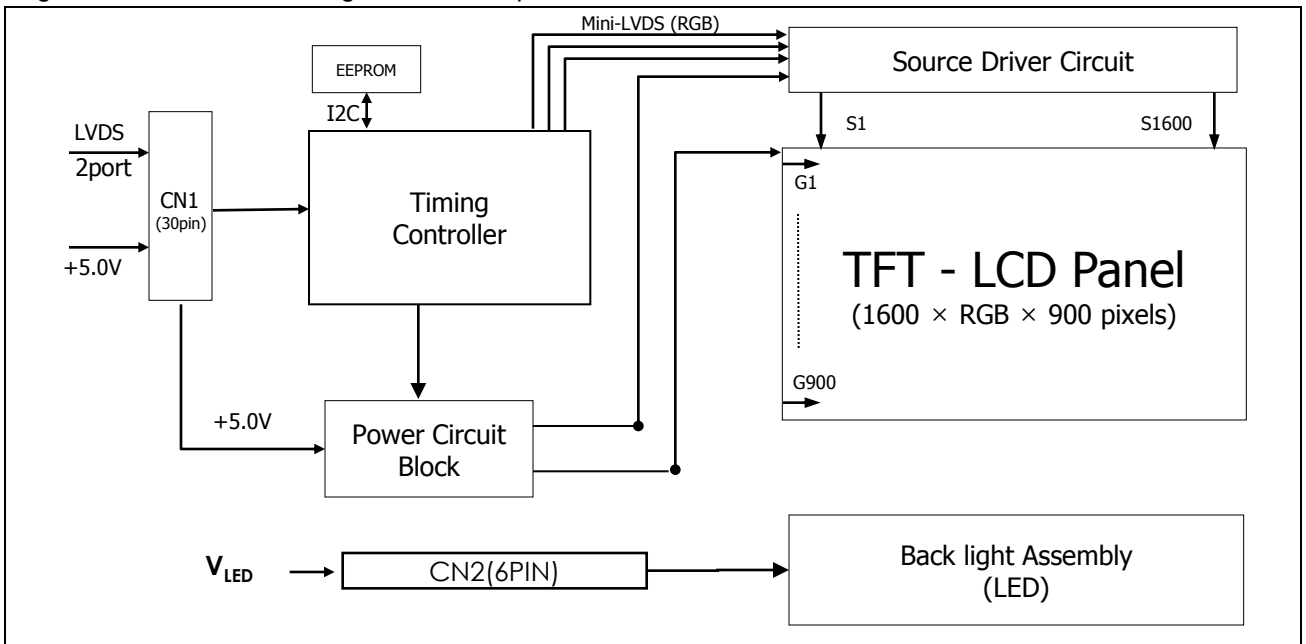 Mini-LVDS (RGB)
EEPROM
Source Driver Circuit
I2C
S1
S1600
LVDS
2port
CN1
(30pin)
+5.0V
Timing
Controller
G1
TFT - LCD Panel
(1600 × RGB × 900 pixels)
G900
+5.0V
Power Circuit
Block
VLED
CN2(6PIN)
Back light Assembly
(LED)